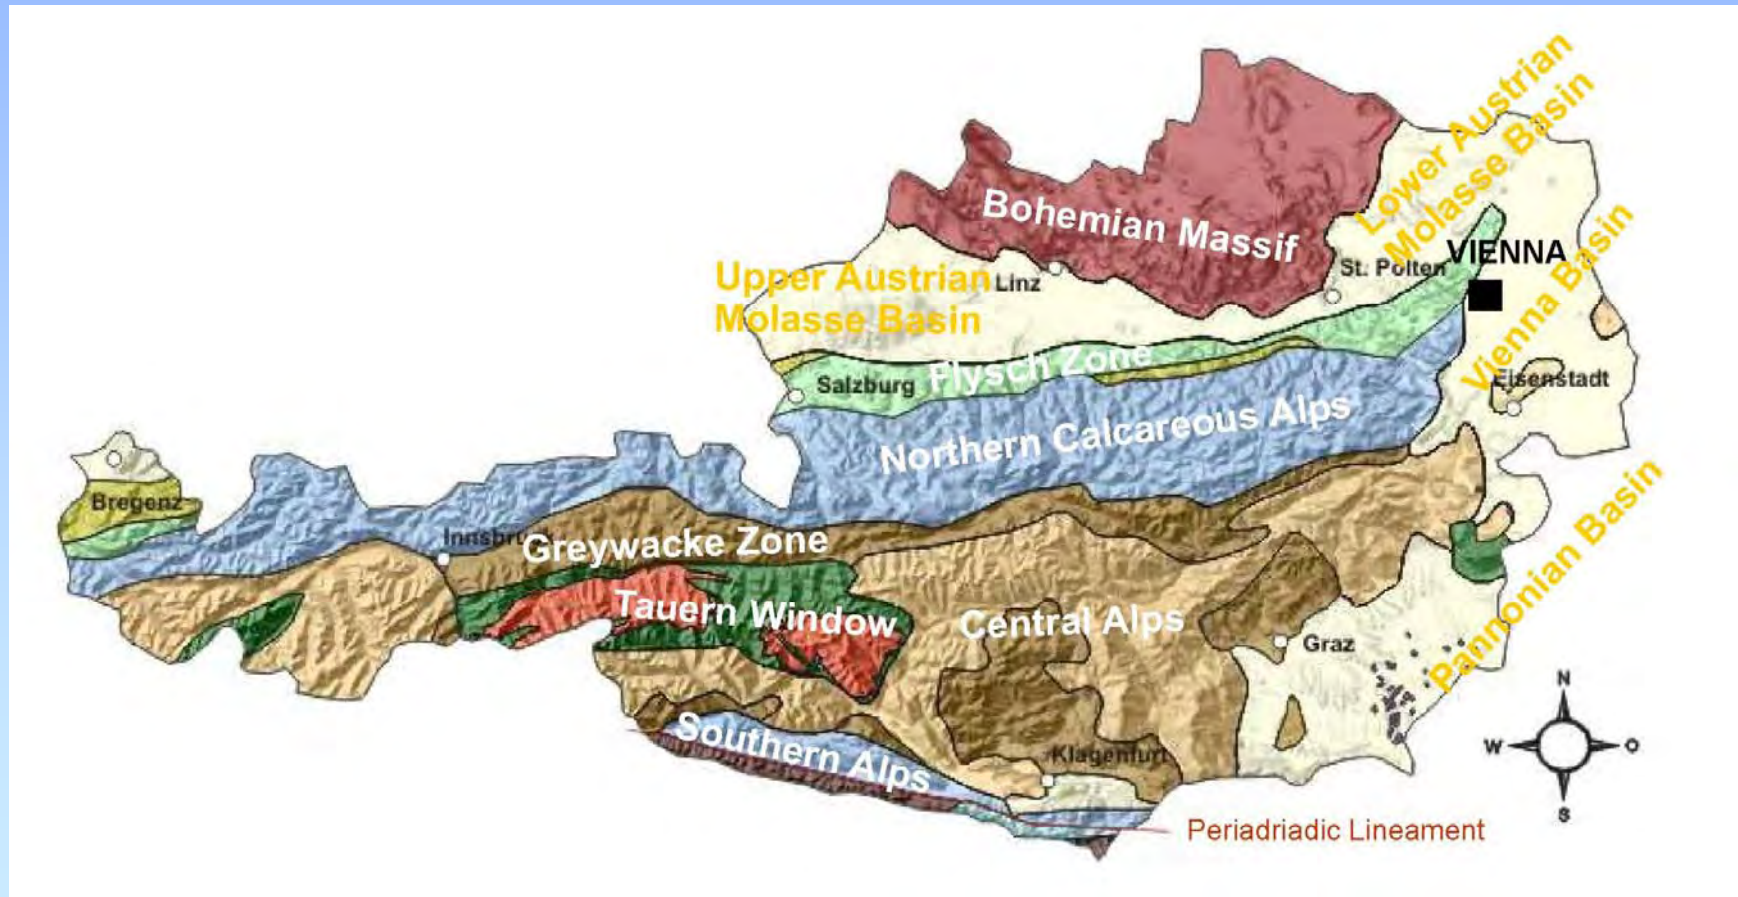 Lower Austrian
Molasse Basin
Bohemian Massif
VIENNA
St. Polten
Vienna Basin
Upper Austrian
Molasse Basin
Linz
Flysch Zone
Salzburg
Eisenstadt
Northern Calcareous Alps
Bregenz
Innsbruck
Greywacke Zone
Pannonian Basin
Tauern Window
Central Alps
Graz
Southern Alps
Klagenfurt
Periadriadic Lineament
N
W
O
S